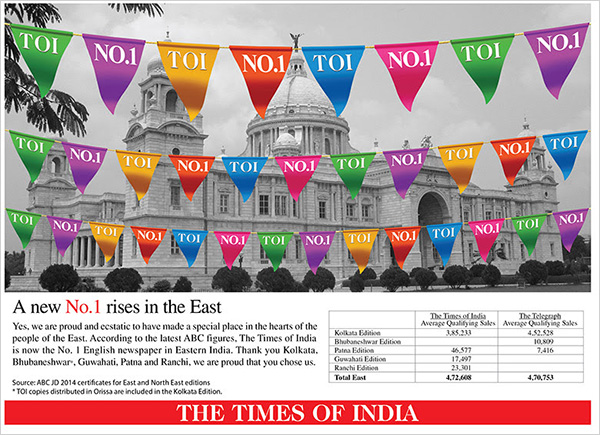 TOI NO.1 TOI NO.1 TOI NO.1 TOI NO.1
TOI NO.1 TOI NO.1 TOI NO.1 TOI NO.1 TOI NO.1 TOI
TOI NO.1 TOI NO.1 TOI NO.1 TOI NO.1 TOI NO.1 TOI NO.1 TOI NO.1
A new No.1 rises in the East
Yes, we are proud and ecstatic to have made a special place in the hearts of the
people of the East. According to the latest ABC figures, The Times of India
is now the No. 1 English newspaper in Eastern India. Thank you Kolkata,
Bhubaneshwar*, Guwahati, Patna and Ranchi, we are proud that you chose us.
Source: ABC JD 2014 certificates for East and North East editions
* TOI copies distributed in Orissa are included in the Kolkata Edition.
The Times of India The Telegraph
Average Qualifying Sales Average Qualifying Sales
Kolkata Edition 3,85,233 4,52,528
Bhubaneshwar Edition 10,809
Patna Edition 46,577 7,416
Guwahati Edition 17,497
Ranchi Edition 23,301
Total East 4,72,608 4,70,753
THE TIMES OF INDIA